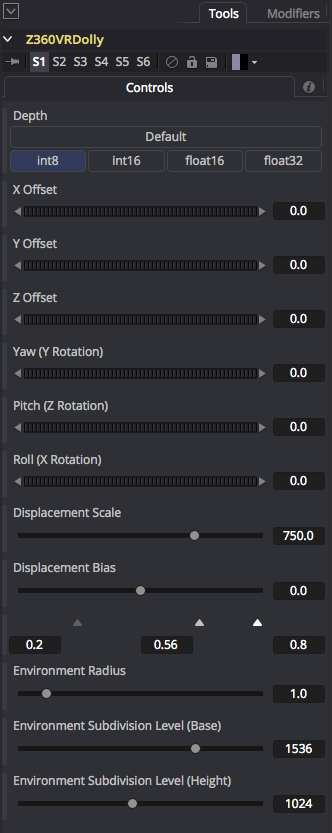 Tools Modifiers
Z360VRDolly
S1 S2 S3 S4 S5 S6
Controls
Depth
Default
int8 int16 float16 float32
X Offset
0.0
Y Offset
0.0
Z Offset
0.0
Yaw (Y Rotation)
0.0
Pitch (Z Rotation)
0.0
Roll (X Rotation)
0.0
Displacement Scale
750.0
Displacement Bias
0.0
0.2 0.56 0.8
Environment Radius
1.0
Environment Subdivision Level (Base)
1536
Environment Subdivision Level (Height)
1024